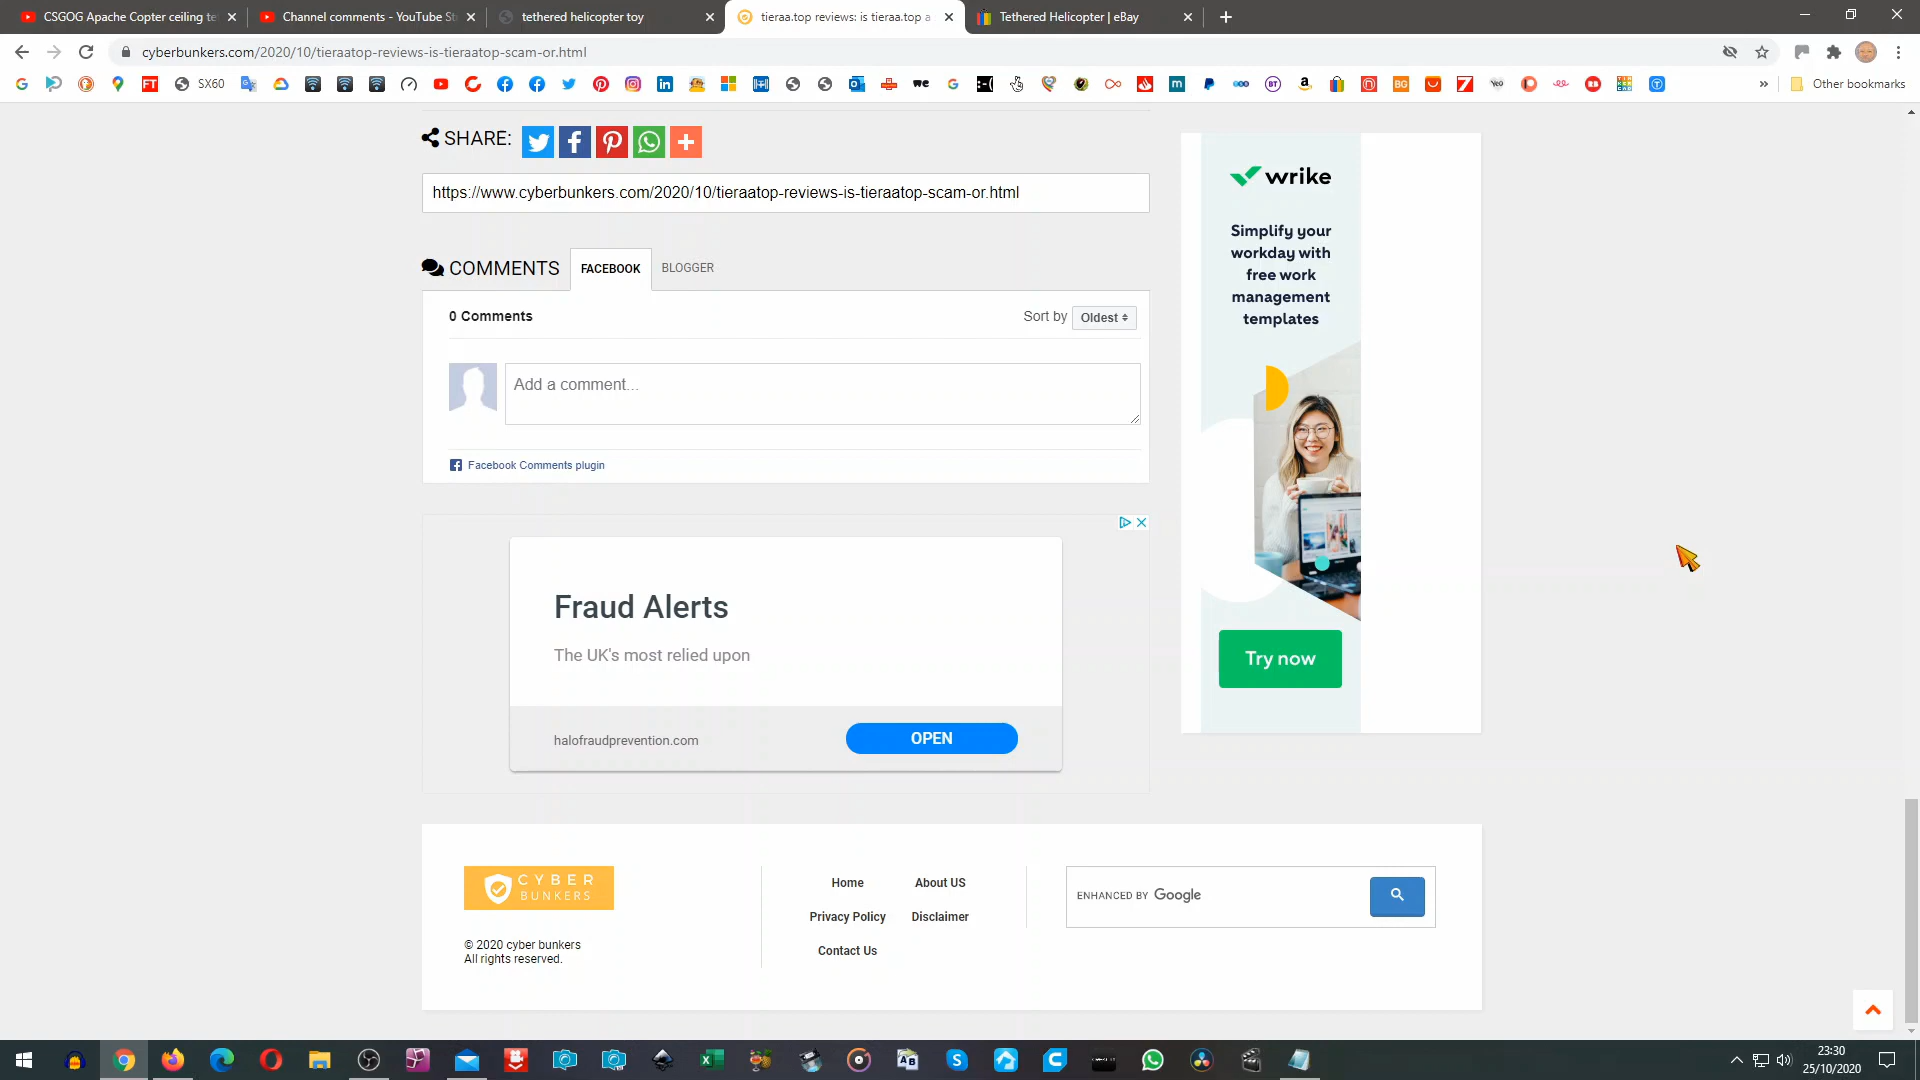 CSGOG Apache Copter ceiling te
Channel comments - YouTube St
tethered helicopter toy
tieraa.top reviews: is tieraa.top a
Tethered Helicopter | eBay
cyberbunkers.com/2020/10/tieraatop-reviews-is-tieraatop-scam-or.html
SX60
Other bookmarks
SHARE:
https://www.cyberbunkers.com/2020/10/tieraatop-reviews-is-tieraatop-scam-or.html
COMMENTS FACEBOOK BLOGGER
0 Comments
Sort by Oldest
Add a comment...
Facebook Comments plugin
Fraud Alerts
The UK's most relied upon
halofraudprevention.com
OPEN
wrike
Simplify your
workday with
free work
management
templates
Try now
CYBER
BUNKERS
© 2020 cyber bunkers
All rights reserved.
Home About US
Privacy Policy Disclaimer
Contact Us
ENHANCED BY Google
23:30
25/10/2020